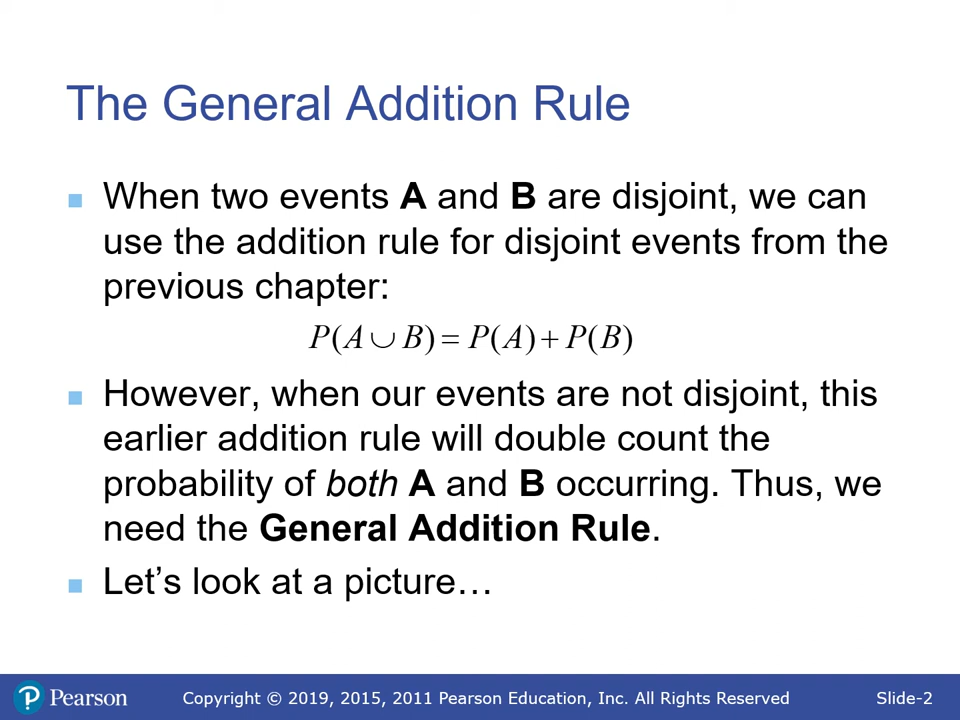 The General Addition Rule
When two events A and B are disjoint, we can
use the addition rule for disjoint events from the
previous chapter:
P(A ∪ B) = P(A) + P(B)
However, when our events are not disjoint, this
earlier addition rule will double count the
probability of both A and B occurring. Thus, we
need the General Addition Rule.
Let’s look at a picture…
P Pearson Copyright © 2019, 2015, 2011 Pearson Education, Inc. All Rights Reserved Slide-2